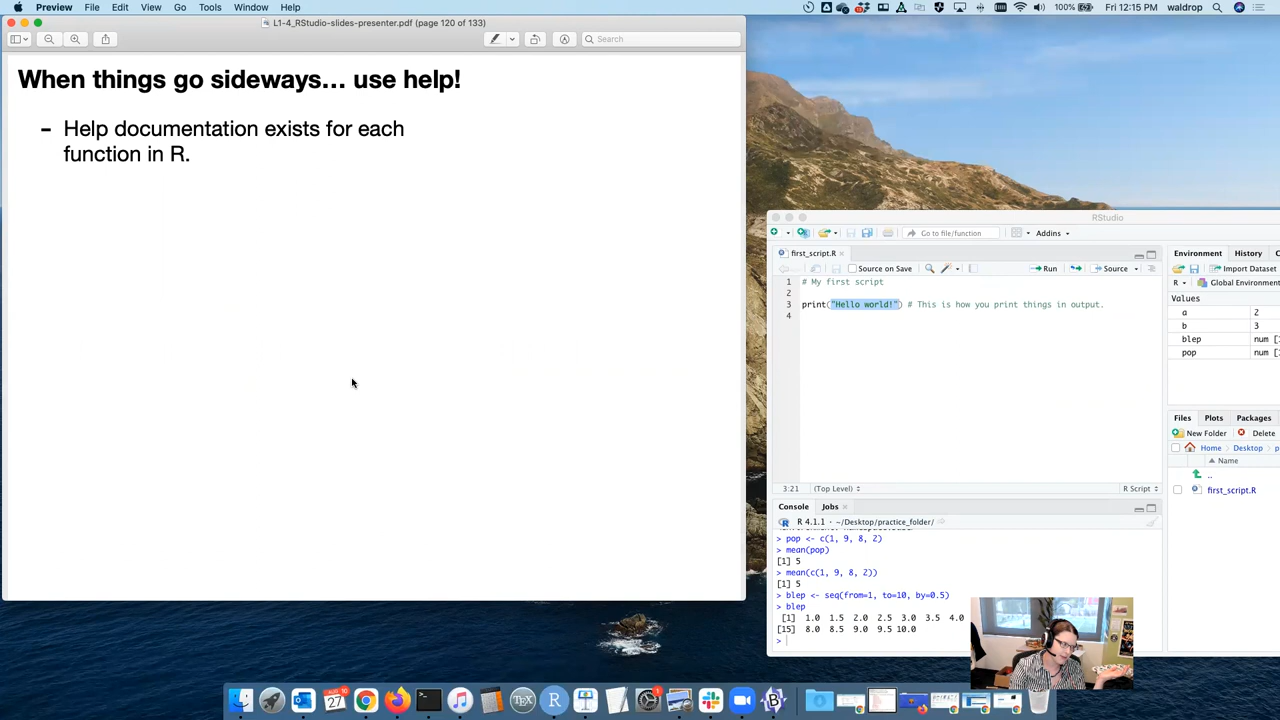 Preview File Edit View Go Tools Window Help
100% Fri 12:15 PM waldrop
L1-4_RStudio-slides-presenter.pdf (page 120 of 133)
Search
When things go sideways... use help!
- Help documentation exists for each
function in R.
RStudio
Go to file/function Addins
first_script.R
Source on Save Run Source
1 # My first script
2
3 print("Hello world!") # This is how you print things in output.
4
3:21 (Top Level) R Script
Console Jobs
R 4.1.1 · ~/Desktop/practice_folder/
> pop <- c(1, 9, 8, 2)
> mean(pop)
[1] 5
> mean(c(1, 9, 8, 2))
[1] 5
> blep <- seq(from=1, to=10, by=0.5)
> blep
[1] 1.0 1.5 2.0 2.5 3.0 3.5 4.0
[15] 8.0 8.5 9.0 9.5 10.0
>
Environment History
Import Dataset
R Global Environment
Values
a 2
b 3
blep num [
pop num [
Files Plots Packages
New Folder Delete
Home Desktop
Name
..
first_script.R
AUG
27
TEX
R